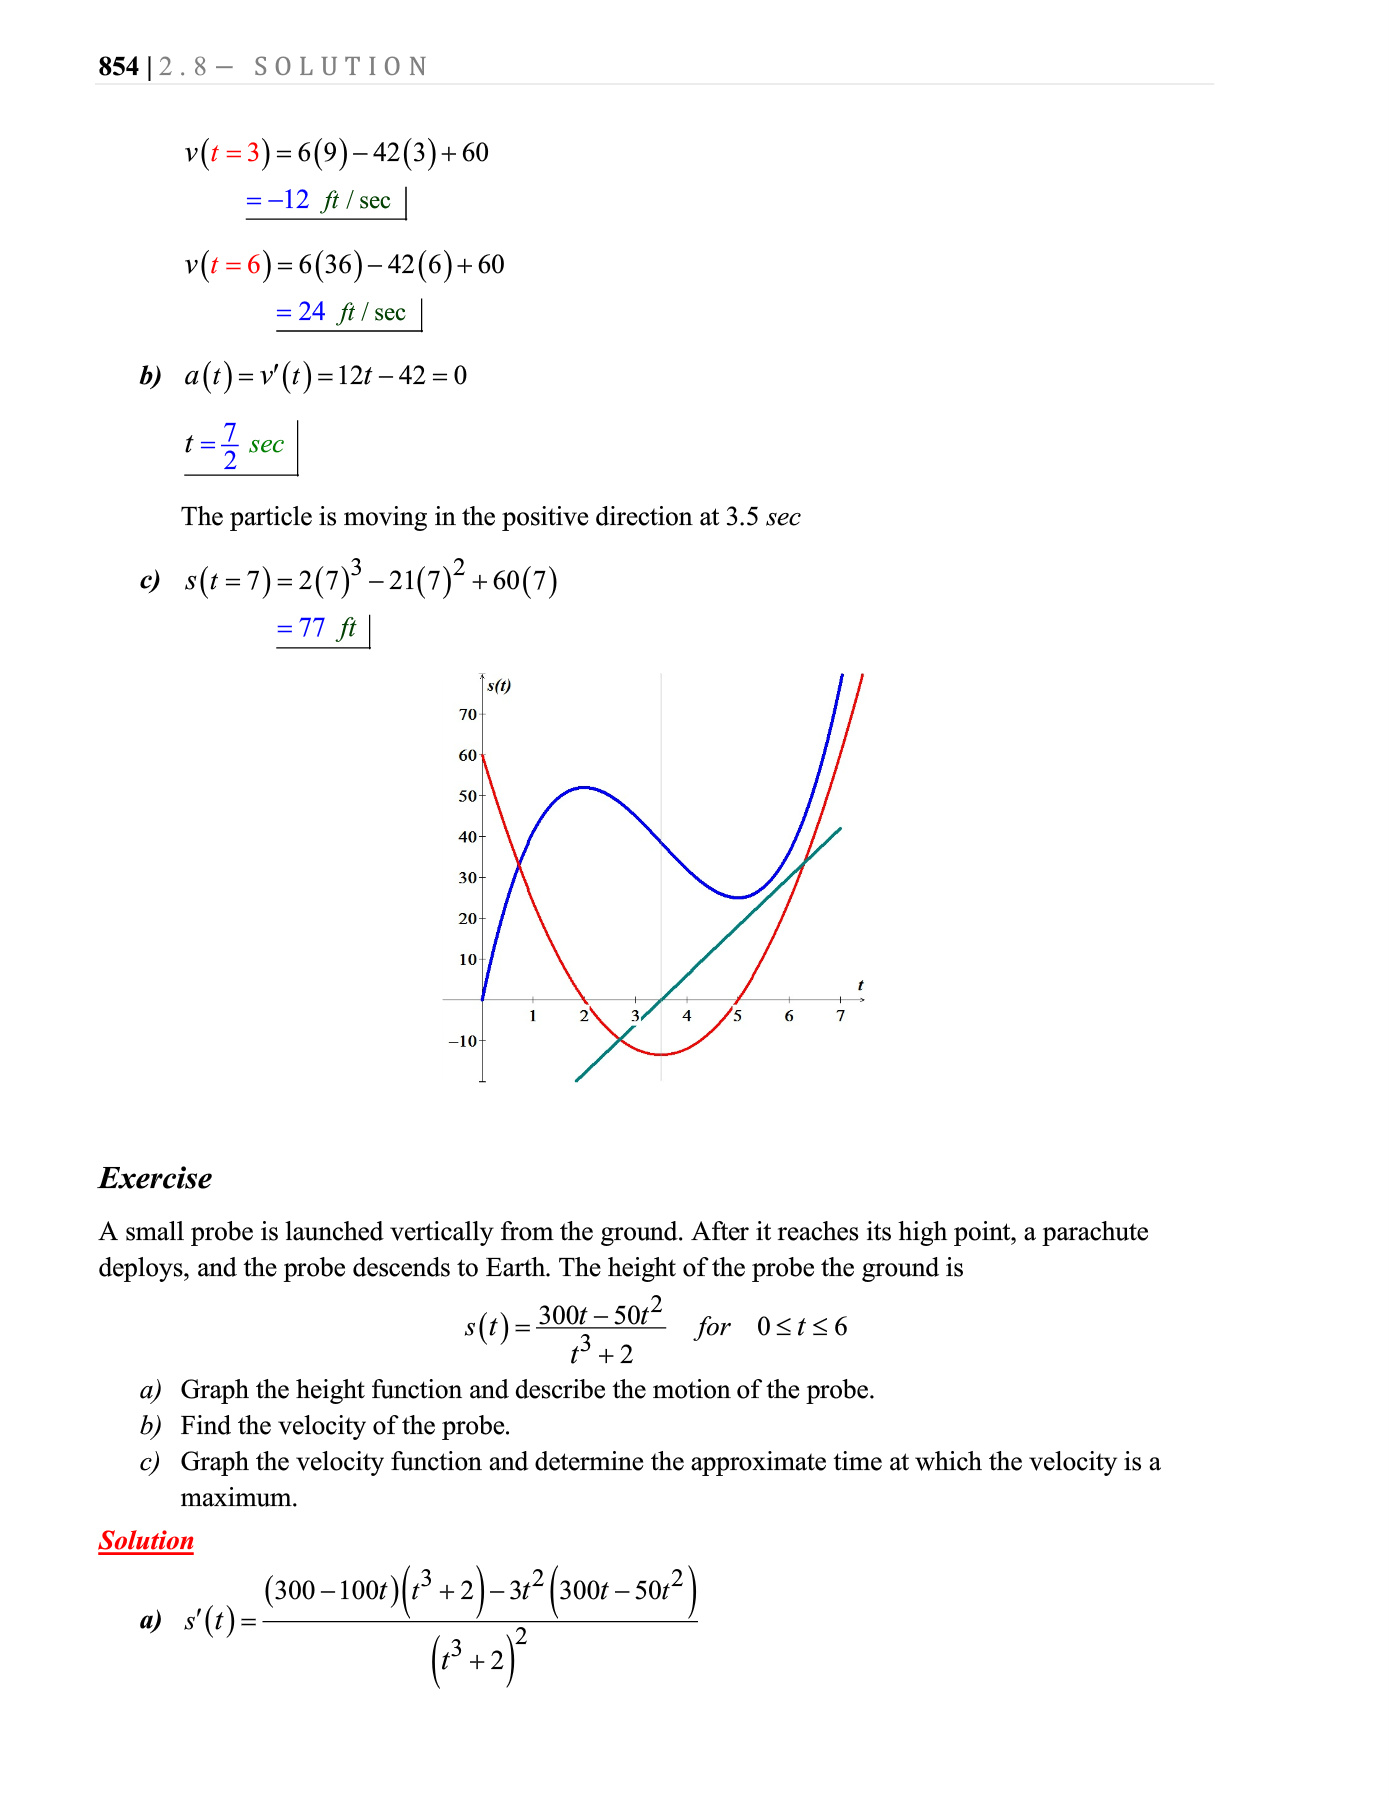 854 | 2.8 – SOLUTION
v(t = 3) = 6(9) – 42(3) + 60
= –12 ft / sec
v(t = 6) = 6(36) – 42(6) + 60
= 24 ft / sec
b) a(t) = v′(t) = 12t – 42 = 0
t = 7/2 sec
The particle is moving in the positive direction at 3.5 sec
c) s(t = 7) = 2(7)^3 – 21(7)^2 + 60(7)
= 77 ft
s(t)
70
60
50
40
30
20
10
t
1 2 3 4 5 6 7
–10
Exercise
A small probe is launched vertically from the ground. After it reaches its high point, a parachute
deploys, and the probe descends to Earth. The height of the probe the ground is
s(t) = (300t – 50t^2)/(t^3 + 2) for 0 ≤ t ≤ 6
a) Graph the height function and describe the motion of the probe.
b) Find the velocity of the probe.
c) Graph the velocity function and determine the approximate time at which the velocity is a
maximum.
Solution
a) s′(t) = ((300 – 100t)(t^3 + 2) – 3t^2(300t – 50t^2))/(t^3 + 2)^2